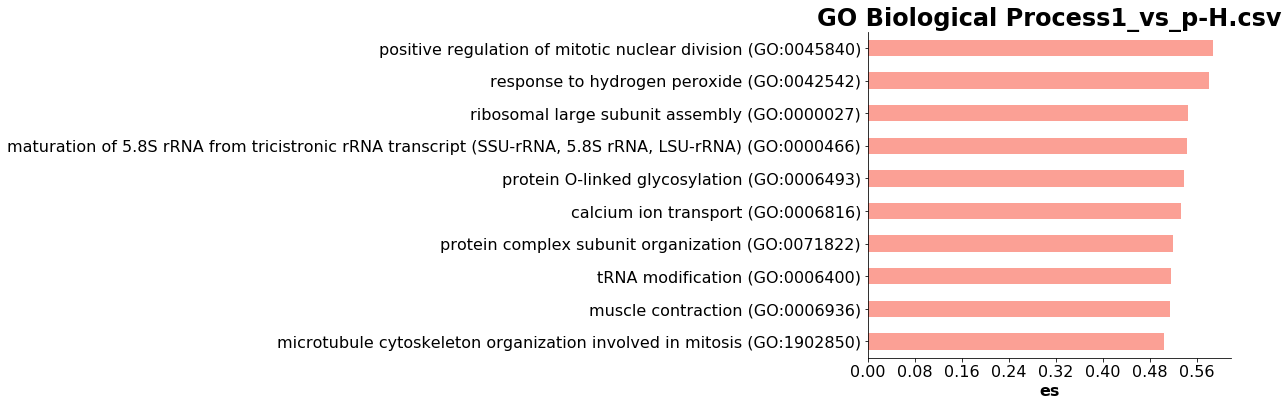 GO Biological Process1_vs_p-H.csv
positive regulation of mitotic nuclear division (GO:0045840)
response to hydrogen peroxide (GO:0042542)
ribosomal large subunit assembly (GO:0000027)
maturation of 5.8S rRNA from tricistronic rRNA transcript (SSU-rRNA, 5.8S rRNA, LSU-rRNA) (GO:0000466)
protein O-linked glycosylation (GO:0006493)
calcium ion transport (GO:0006816)
protein complex subunit organization (GO:0071822)
tRNA modification (GO:0006400)
muscle contraction (GO:0006936)
microtubule cytoskeleton organization involved in mitosis (GO:1902850)
0.00 0.08 0.16 0.24 0.32 0.40 0.48 0.56
es